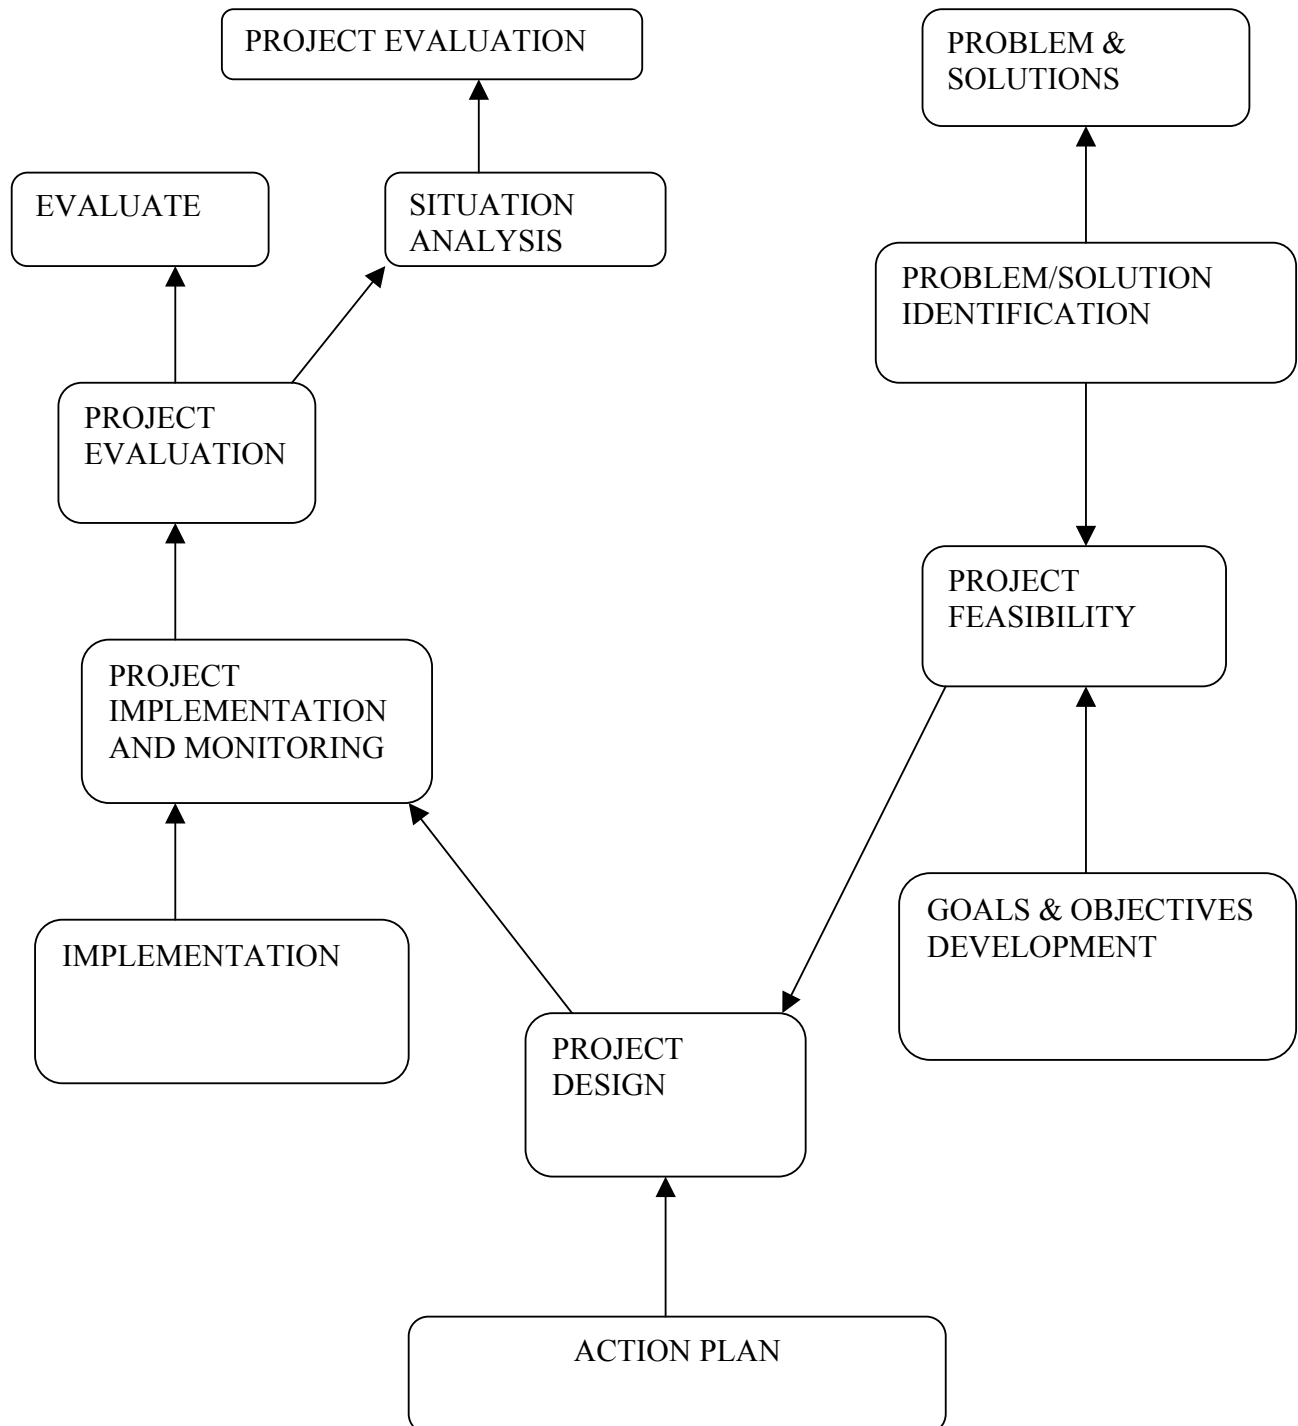 PROJECT EVALUATION
PROBLEM &
SOLUTIONS
EVALUATE
SITUATION
ANALYSIS
PROBLEM/SOLUTION
IDENTIFICATION
PROJECT
EVALUATION
PROJECT
FEASIBILITY
PROJECT
IMPLEMENTATION
AND MONITORING
GOALS & OBJECTIVES
DEVELOPMENT
IMPLEMENTATION
PROJECT
DESIGN
ACTION PLAN